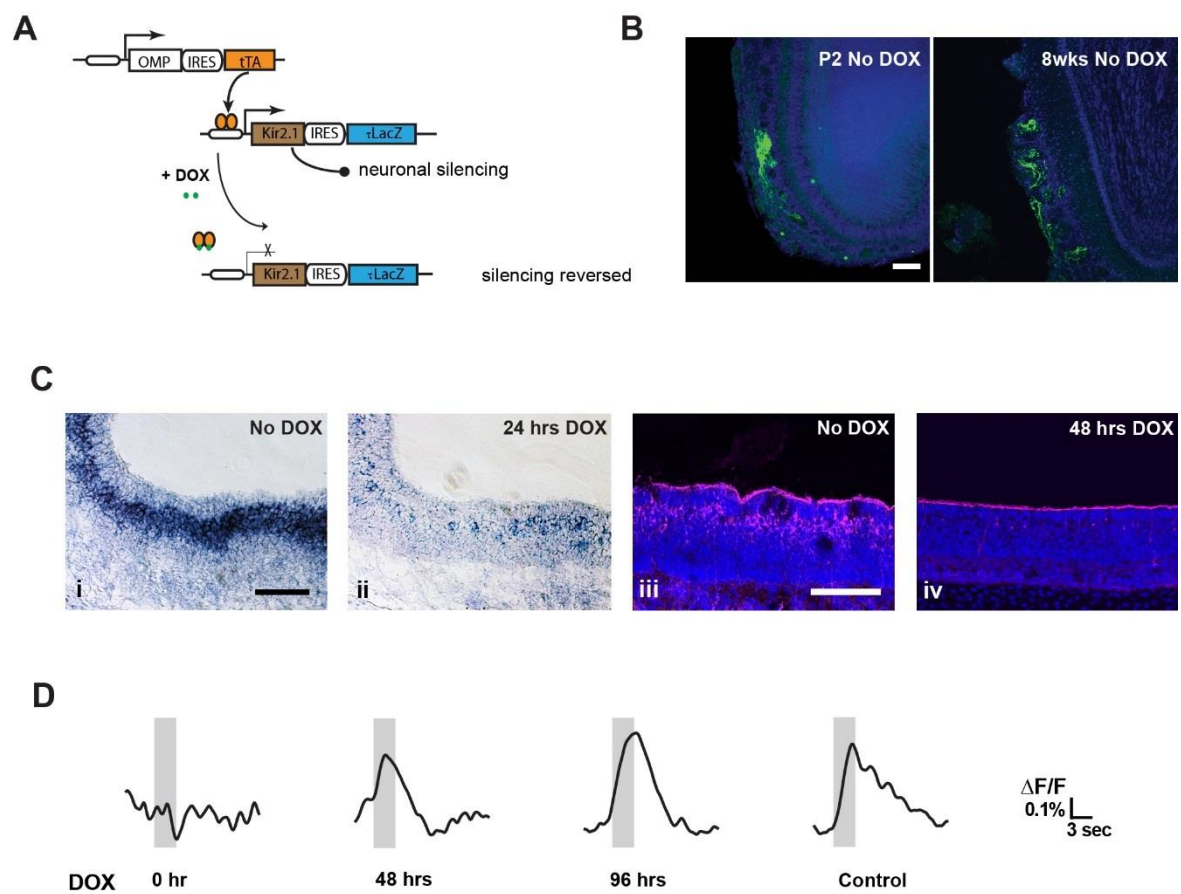 A
OMP IRES tTA
Kir2.1 IRES τLacZ
neuronal silencing
+ DOX
Kir2.1 IRES τLacZ
silencing reversed
B
P2 No DOX
8wks No DOX
C
No DOX
i
24 hrs DOX
ii
No DOX
iii
48 hrs DOX
iv
D
ΔF/F
0.1%
3 sec
DOX 0 hr 48 hrs 96 hrs Control